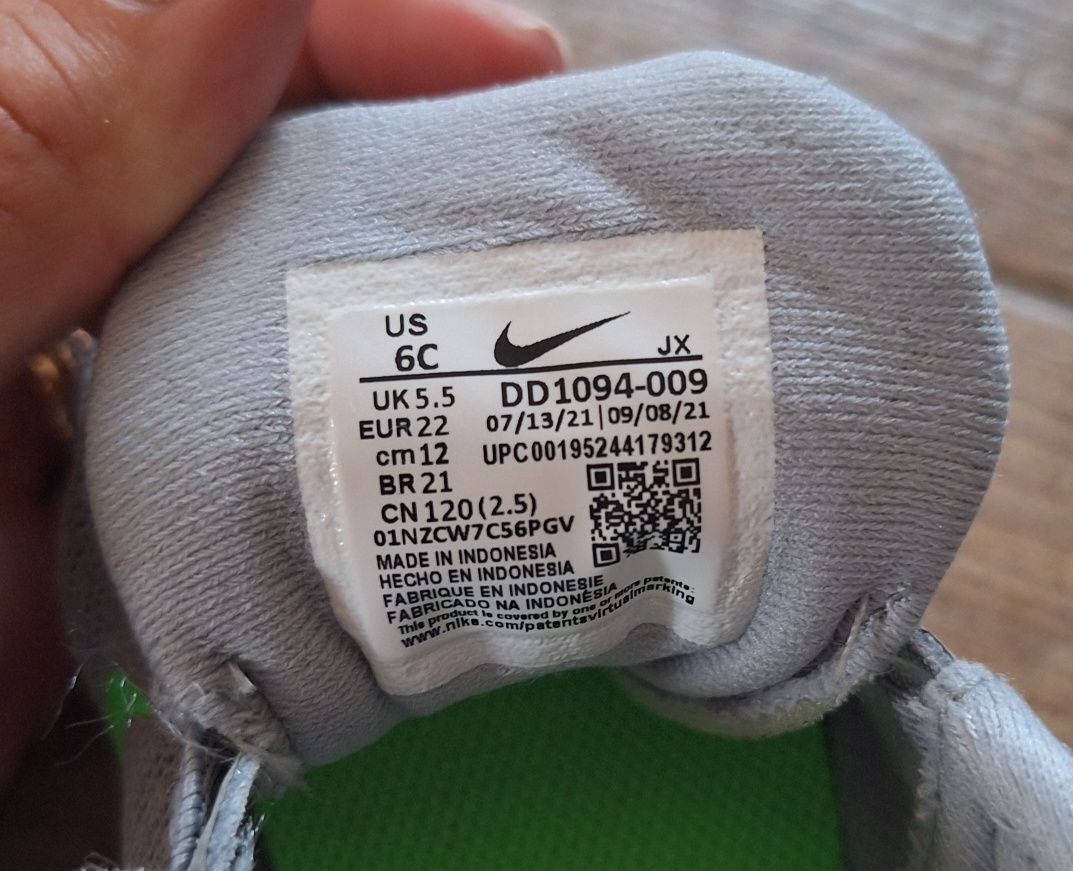 US
6C
JX
UK 5.5 DD1094-009
EUR 22 07/13/21|09/08/21
cm 12 UPC00195244179312
BR 21
CN 120 (2.5)
01NZCW7C56PGV
MADE IN INDONESIA
HECHO EN INDONESIA
FABRIQUE EN INDONESIE
FABRICADO NA INDONÉSIA
This product is covered by one or more patents:
www.nike.com/patentsvirtualmarking